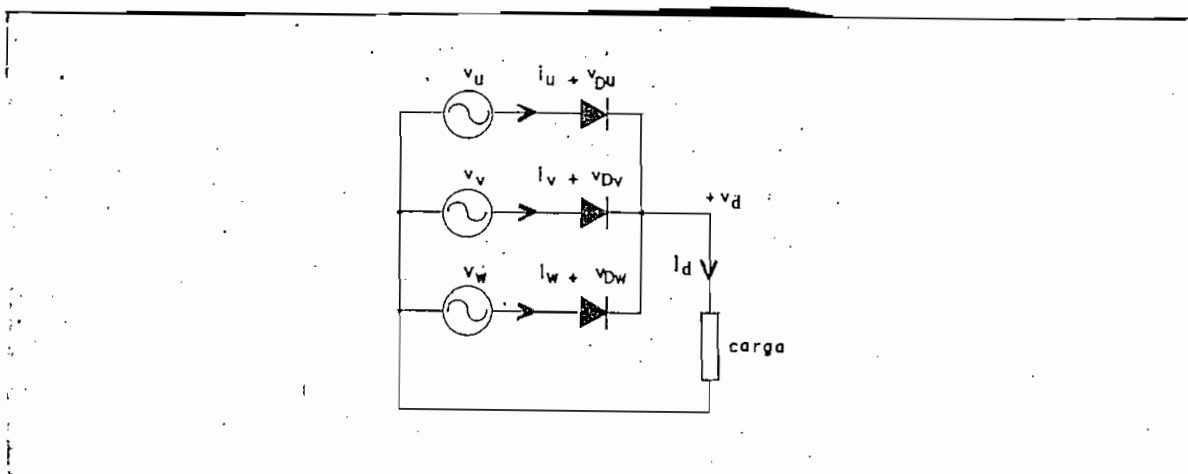 v_u i_u + v_Du
v_v i_v + v_Dv
+ v_d
v_w i_w + v_Dw
I_d
carga